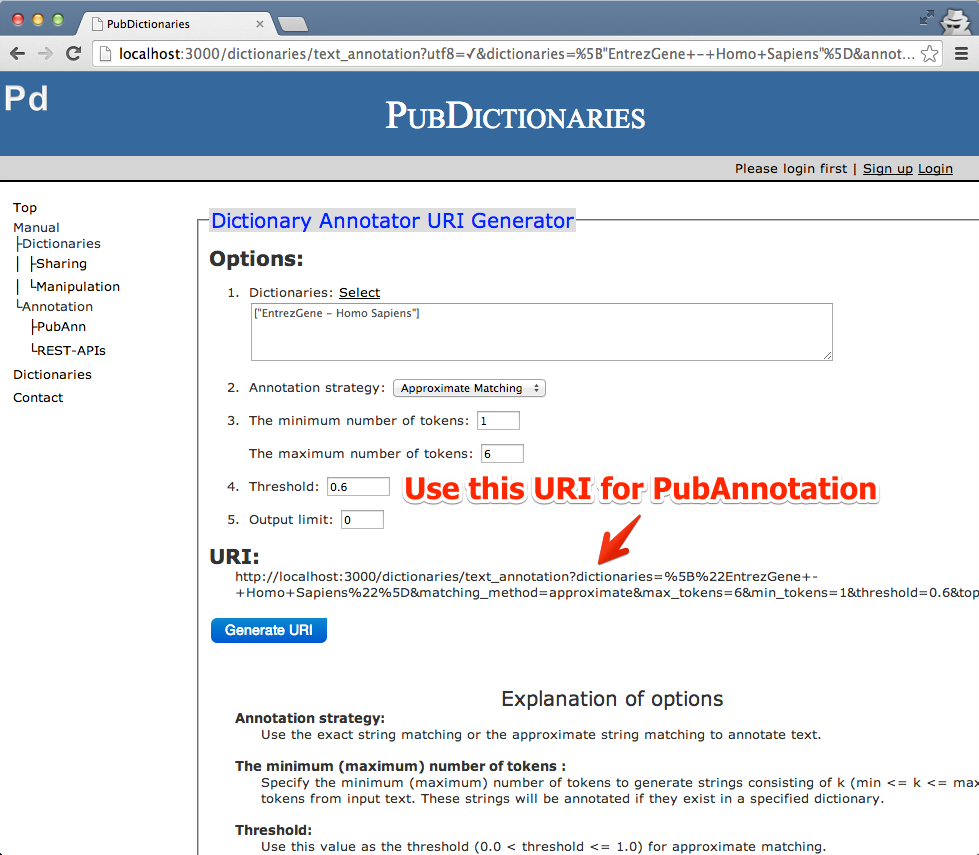 PubDictionaries
localhost:3000/dictionaries/text_annotation?utf8=✓&dictionaries=%5B"EntrezGene+-+Homo+Sapiens"%5D&annot...
Pd
PubDictionaries
Please login first | Sign up Login
Top
Manual
├Dictionaries
│ ├Sharing
│ └Manipulation
└Annotation
├PubAnn
└REST-APIs
Dictionaries
Contact
Dictionary Annotator URI Generator
Options:
1. Dictionaries: Select
["EntrezGene - Homo Sapiens"]
2. Annotation strategy: Approximate Matching
3. The minimum number of tokens: 1
The maximum number of tokens: 6
4. Threshold: 0.6
Use this URI for PubAnnotation
5. Output limit: 0
URI:
http://localhost:3000/dictionaries/text_annotation?dictionaries=%5B%22EntrezGene+-
+Homo+Sapiens%22%5D&matching_method=approximate&max_tokens=6&min_tokens=1&threshold=0.6&top
Generate URI
Explanation of options
Annotation strategy:
Use the exact string matching or the approximate string matching to annotate text.
The minimum (maximum) number of tokens :
Specify the minimum (maximum) number of tokens to generate strings consisting of k (min <= k <= max
tokens from input text. These strings will be annotated if they exist in a specified dictionary.
Threshold:
Use this value as the threshold (0.0 < threshold <= 1.0) for approximate matching.